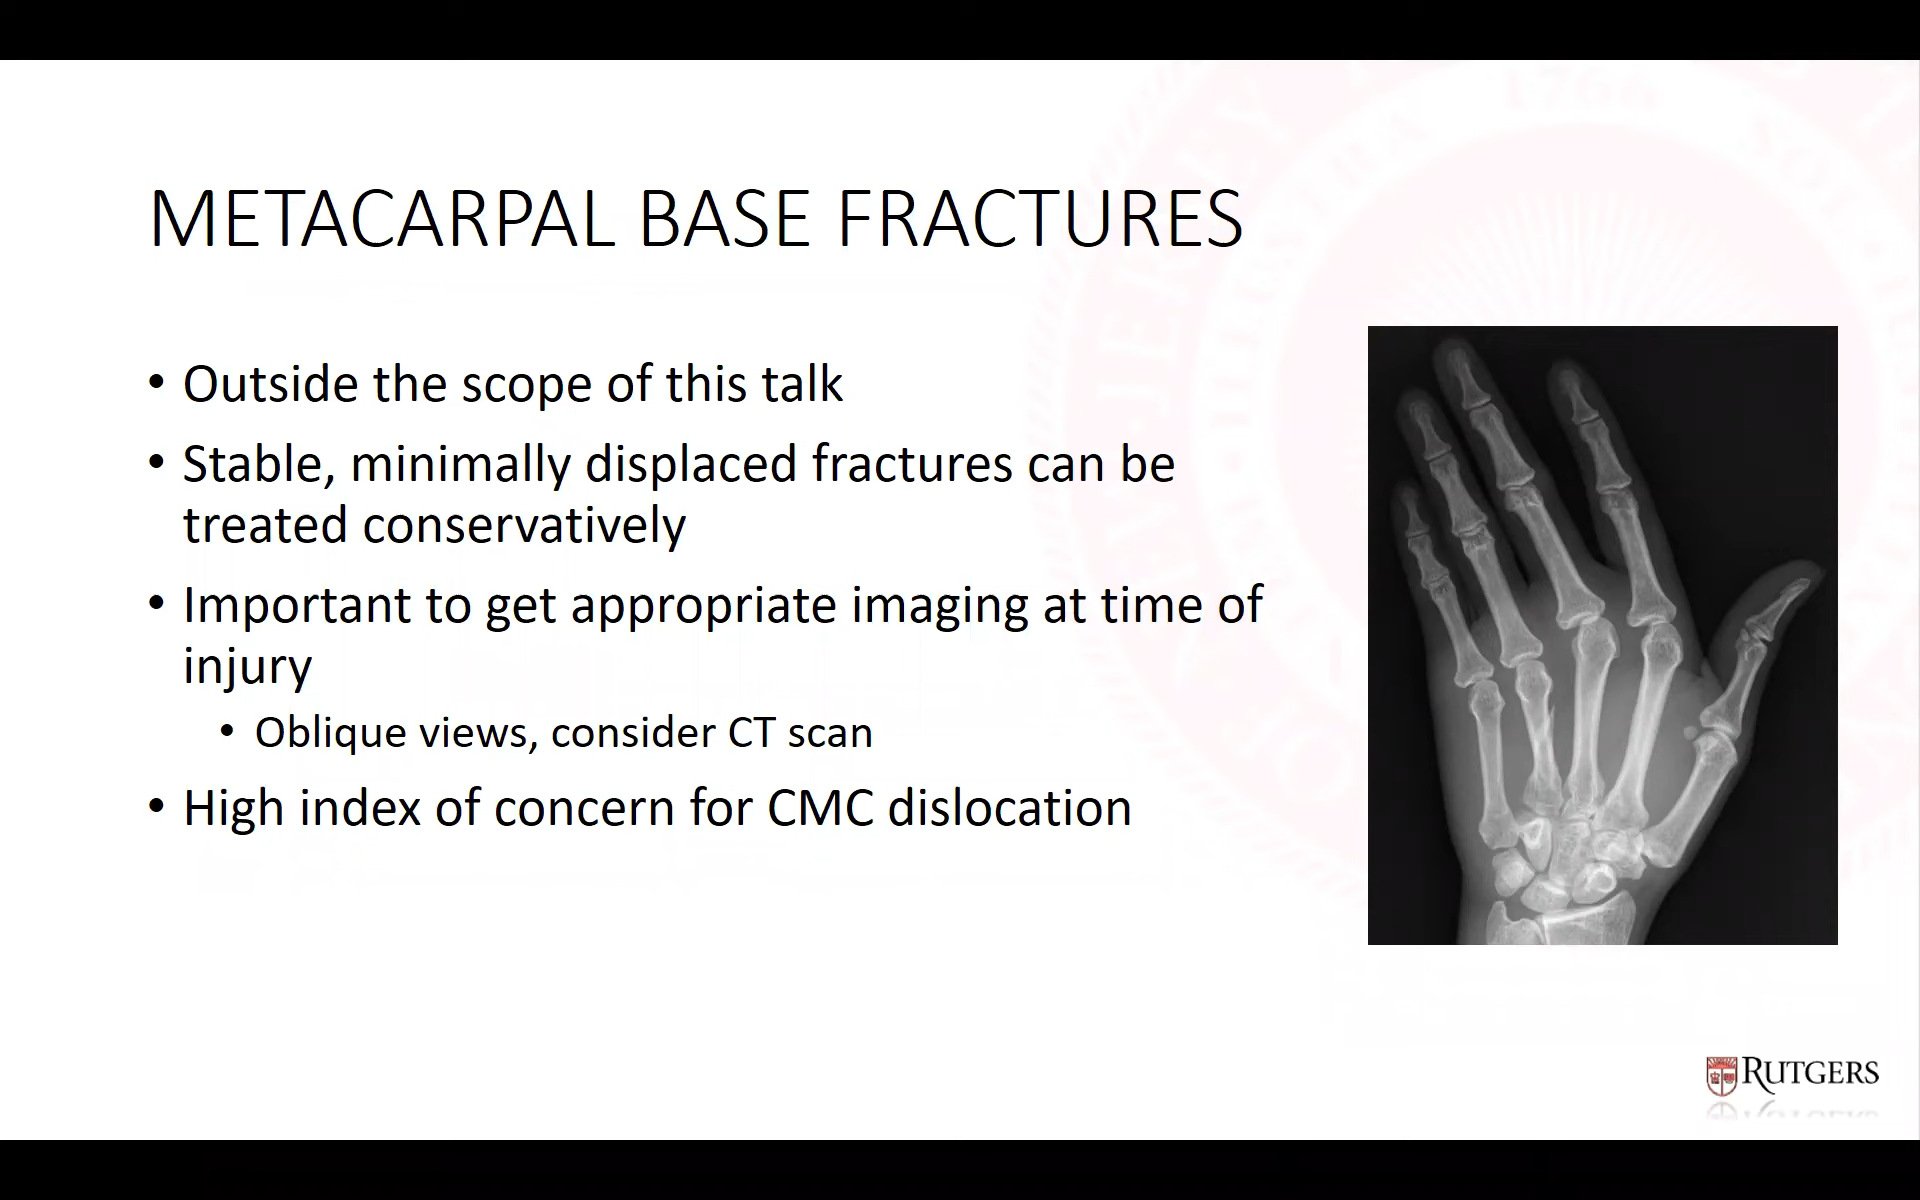 METACARPAL BASE FRACTURES
• Outside the scope of this talk
• Stable, minimally displaced fractures can be
treated conservatively
• Important to get appropriate imaging at time of
injury
• Oblique views, consider CT scan
• High index of concern for CMC dislocation
RUTGERS